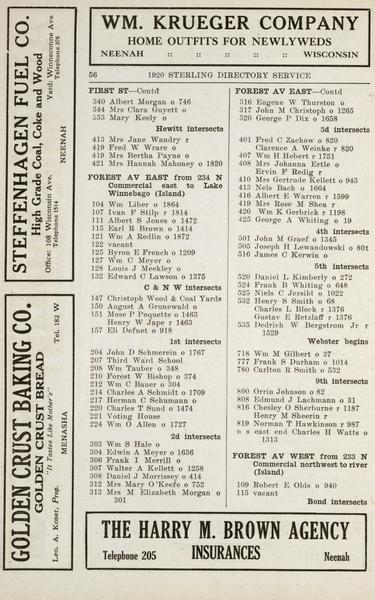 WM. KRUEGER COMPANY
HOME OUTFITS FOR NEWLYWEDS
NEENAH :: :: :: :: WISCONSIN
STEFFENHAGEN FUEL CO.
High Grade Coal, Coke and Wood
Office: 108 Wisconsin Ave. Yard: Winneconne Ave
Telephone 1614 Telephone 376
NEENAH
GOLDEN CRUST BAKING CO.
GOLDEN CRUST BREAD
"It Tastes Like Mother's"
Leo. A. Koser, Prop. MENASHA Tel. 182 W
56 1920 STERLING DIRECTORY SERVICE
FIRST ST—Contd
340 Albert Morgan o 746
344 Mrs Clara Guyett o
353 Mary Keely o
Hewitt intersects
413 Mrs Jane Wandry r
419 Fred W Wrare o
419 Mrs Bertha Payne o
421 Mrs Hannah Mahoney o 1820
FOREST AV EAST from 234 N
Commercial east to Lake
Winnebago (Island)
104 Wm Liber o 1864
107 Ivan F Stilp r 1814
111 Albert S Jones o 1472
115 Earl R Brown o 1414
121 Wm A Redlin o 1872
122 vacant
125 Byron E French o 1209
127 Wm C Meyer o
128 Louis J Meekley o
132 Edward C Lawson o 1375
C & N W intersects
147 Christoph Wood & Coal Yards
150 August A Grunewald o
151 Mose P Poquette o 1463
Henry W Jape r 1463
157 Eli Defnet o 918
1st intersects
204 John D Schmerein o 1767
207 Third Ward School
208 Wm Tauber o 348
210 Forest W Bishop o 374
212 Wm C Bauer o 304
214 Charles A Schmitt o 1709
217 Herman C Schumann o
220 Charles T Sund o 1474
221 Voting House
224 Wm O Allen o 1727
2d intersects
303 Wm S Hale o
304 Edwin A Meyer o 1636
306 Frank I Merrill o
307 Walter A Kellett o 1258
308 Daniel J Morrissey o 414
312 Mrs Mary O'Keefe o 752
313 Mrs M Elizabeth Morgan o
301
FOREST AV EAST—Contd
316 Eugene W Thurston o
317 John M Christoph o 1265
320 George P Dix o 1658
3d intersects
401 Fred C Zachow o 820
Clarence A Weinke r 820
407 Wm H Hebert r 1751
408 Mrs Johanna Ertle o
Ervin F Redig r
410 Mrs Gertrude Kellett o 945
413 Nels Bach o 1664
416 Albert E Warren r 1599
419 Mrs Rose M Shea r
420 Wm K Gerbrick r 1198
425 George A Whiting o 19
4th intersects
501 John M Graef o 1345
505 Joseph H Lewandowski o 801
516 James C Kerwin o
5th intersects
520 Daniel L Kimberly o 272
524 Frank B Whiting o 648
525 Niels C Jersild o 1022
532 Henry S Smith o 68
Charles L Block r 1376
Gustav E Retzlaff r 1376
535 Dedrich W Bergstrom Jr r
1529
Webster begins
718 Wm M Gilbert o 37
777 Frank S Durham o 1014
780 Carlton R Smith o 532
9th intersects
800 Orrin Johnson o 82
808 Edmund J Lachmann o 31
816 Chesley O Sherburne r 1187
Henry M Sheerin r
819 Norman T Hawkinson r 987
n s east end Charles H Watts o
1313
FOREST AV WEST from 233 N
Commercial northwest to river
(Island)
109 Robert E Olds o 940
115 vacant
Bond intersects
THE HARRY M. BROWN AGENCY
Telephone 205 INSURANCES Neenah